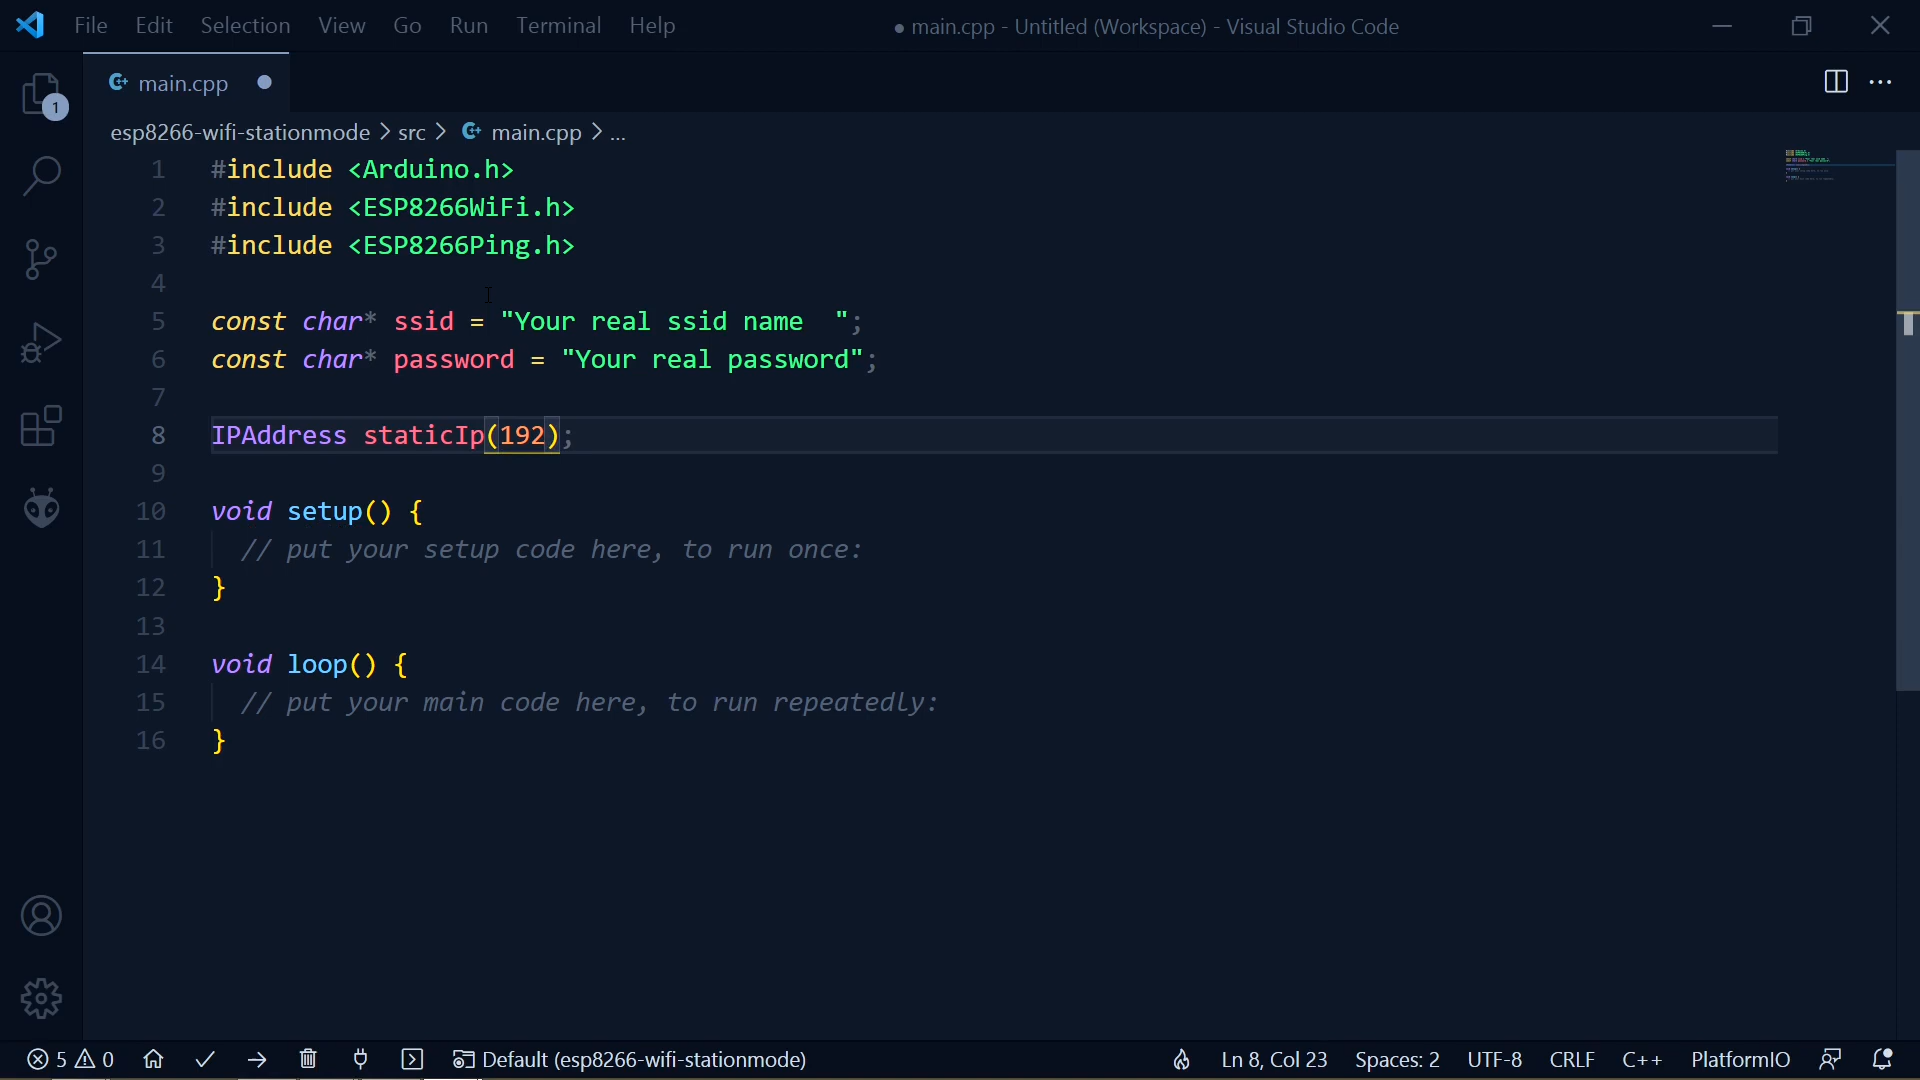 File Edit Selection View Go Run Terminal Help
● main.cpp - Untitled (Workspace) - Visual Studio Code
main.cpp
1
esp8266-wifi-stationmode > src > main.cpp > ...
1 #include <Arduino.h>
2 #include <ESP8266WiFi.h>
3 #include <ESP8266Ping.h>
4
5 const char* ssid = "Your real ssid name  ";
6 const char* password = "Your real password";
7
8 IPAddress staticIp(192);
9
10 void setup() {
11   // put your setup code here, to run once:
12 }
13
14 void loop() {
15   // put your main code here, to run repeatedly:
16 }
5 0 Default (esp8266-wifi-stationmode) Ln 8, Col 23 Spaces: 2 UTF-8 CRLF C++ PlatformIO